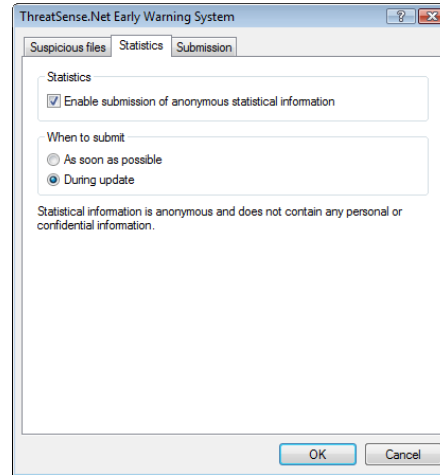 ThreatSense.Net Early Warning System
Suspicious files Statistics Submission
Statistics
Enable submission of anonymous statistical information
When to submit
As soon as possible
During update
Statistical information is anonymous and does not contain any personal or
confidential information.
OK Cancel